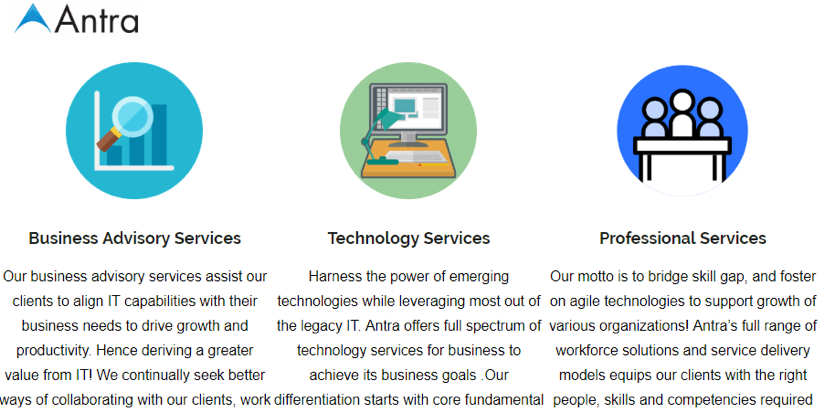 Antra
Business Advisory Services
Our business advisory services assist our
clients to align IT capabilities with their
business needs to drive growth and
productivity. Hence deriving a greater
value from IT! We continually seek better
ways of collaborating with our clients, work
Technology Services
Harness the power of emerging
technologies while leveraging most out of
the legacy IT. Antra offers full spectrum of
technology services for business to
achieve its business goals .Our
differentiation starts with core fundamental
Professional Services
Our motto is to bridge skill gap, and foster
on agile technologies to support growth of
various organizations! Antra’s full range of
workforce solutions and service delivery
models equips our clients with the right
people, skills and competencies required